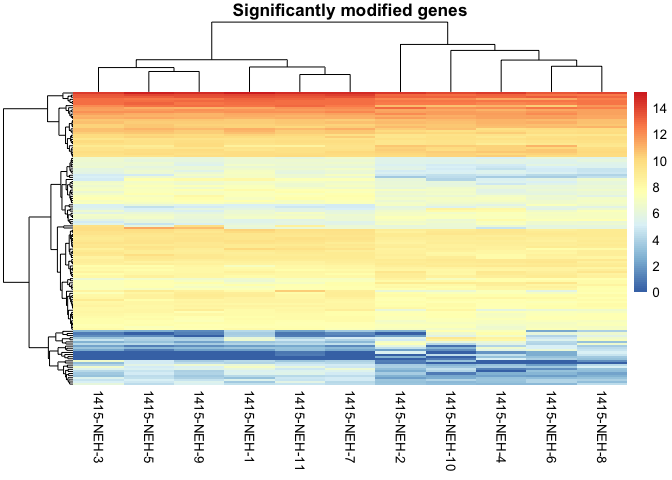 Significantly modified genes
14
12
10
8
6
4
2
0
1415-NEH-3
1415-NEH-5
1415-NEH-9
1415-NEH-1
1415-NEH-11
1415-NEH-7
1415-NEH-2
1415-NEH-10
1415-NEH-4
1415-NEH-6
1415-NEH-8